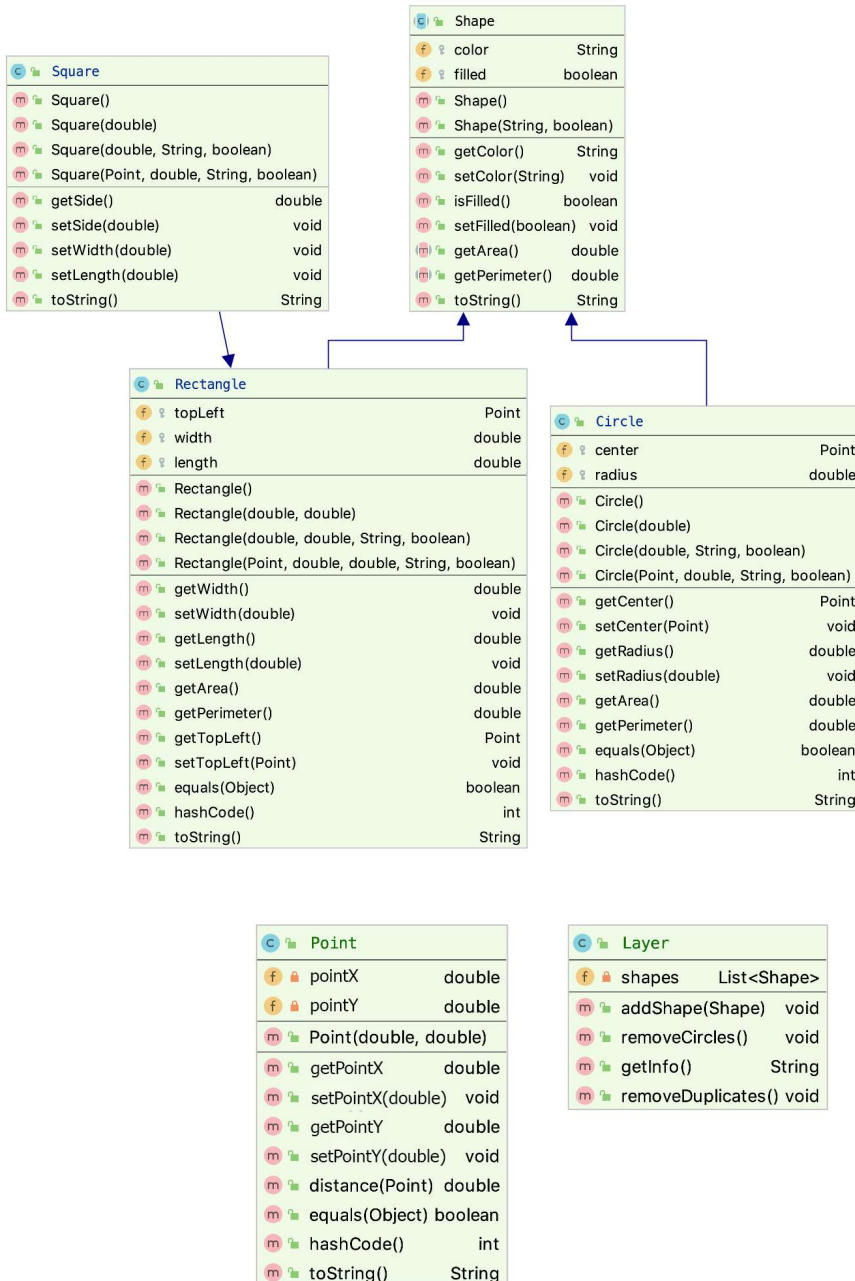 Square
Square()
Square(double)
Square(double, String, boolean)
Square(Point, double, String, boolean)
getSide() double
setSide(double) void
setWidth(double) void
setLength(double) void
toString() String
Shape
color String
filled boolean
Shape()
Shape(String, boolean)
getColor() String
setColor(String) void
isFilled() boolean
setFilled(boolean) void
getArea() double
getPerimeter() double
toString() String
Rectangle
topLeft Point
width double
length double
Rectangle()
Rectangle(double, double)
Rectangle(double, double, String, boolean)
Rectangle(Point, double, double, String, boolean)
getWidth() double
setWidth(double) void
getLength() double
setLength(double) void
getArea() double
getPerimeter() double
getTopLeft() Point
setTopLeft(Point) void
equals(Object) boolean
hashCode() int
toString() String
Circle
center Point
radius double
Circle()
Circle(double)
Circle(double, String, boolean)
Circle(Point, double, String, boolean)
getCenter() Point
setCenter(Point) void
getRadius() double
setRadius(double) void
getArea() double
getPerimeter() double
equals(Object) boolean
hashCode() int
toString() String
Point
pointX double
pointY double
Point(double, double)
getPointX double
setPointX(double) void
getPointY double
setPointY(double) void
distance(Point) double
equals(Object) boolean
hashCode() int
toString() String
Layer
shapes List<Shape>
addShape(Shape) void
removeCircles() void
getInfo() String
removeDuplicates() void